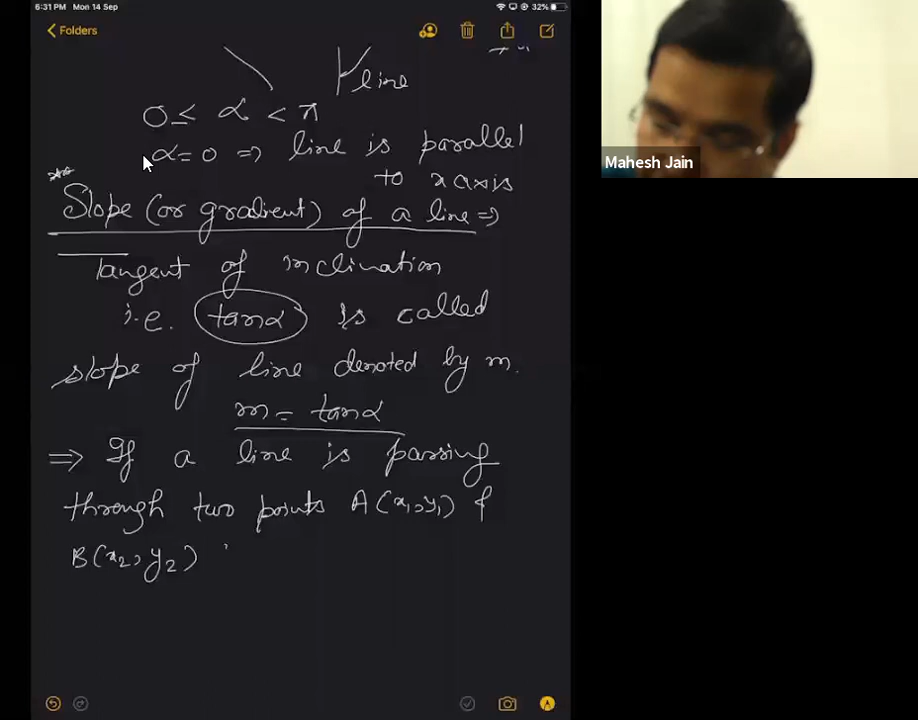 6:31 PM Mon 14 Sep
32%
Folders
line
0 ≤ α < π
α = 0 ⇒ line is parallel
to x axis
Slope (or gradient) of a line ⇒
Tangent of inclination
i.e. tanα is called
slope of line denoted by m.
m = tanα
⇒ If a line is passing
through two points A(x₁, y₁) &
B(x₂, y₂)
Mahesh Jain